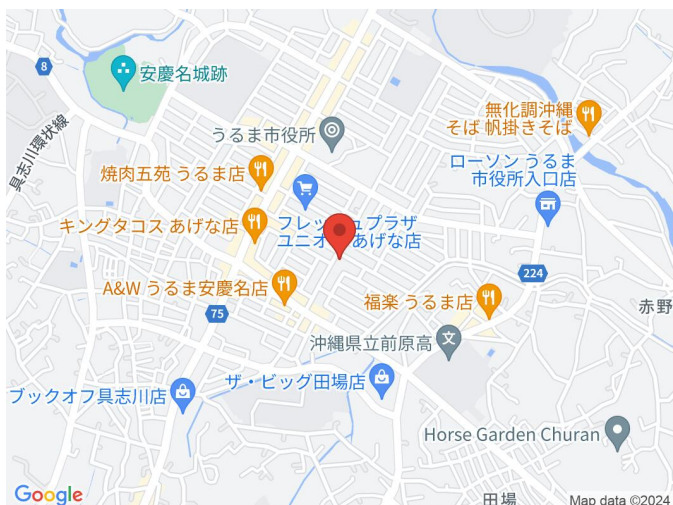 8
安慶名城跡
具志川環状線
うるま市役所
無化調沖縄
そば 帆掛きそば
焼肉五苑 うるま店
ローソン うるま
市役所入口店
キングタコス あげな店
フレッシュプラザ
ユニオンあげな店
A&W うるま安慶名店
224
福楽 うるま店
赤野
75
沖縄県立前原高
ザ・ビッグ田場店
ブックオフ具志川店
Horse Garden Churan
田場
Google
Map data ©2024